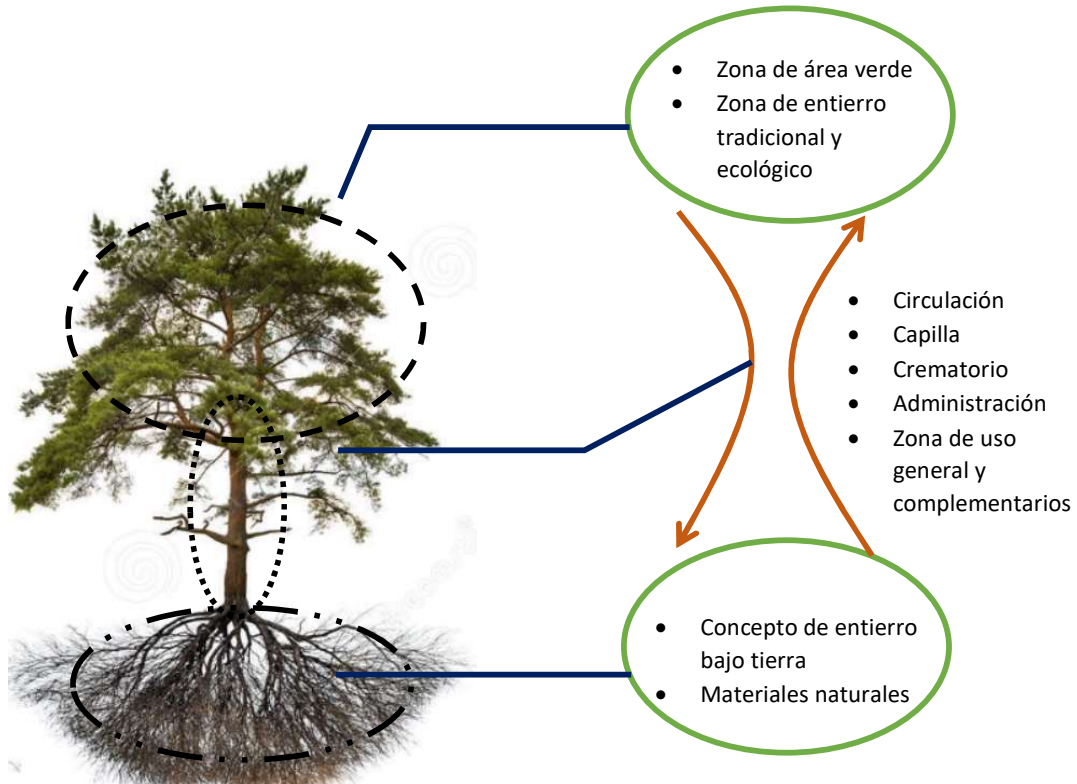 • Zona de área verde
• Zona de entierro
tradicional y
ecológico
• Circulación
• Capilla
• Crematorio
• Administración
• Zona de uso
general y
complementarios
• Concepto de entierro
bajo tierra
• Materiales naturales